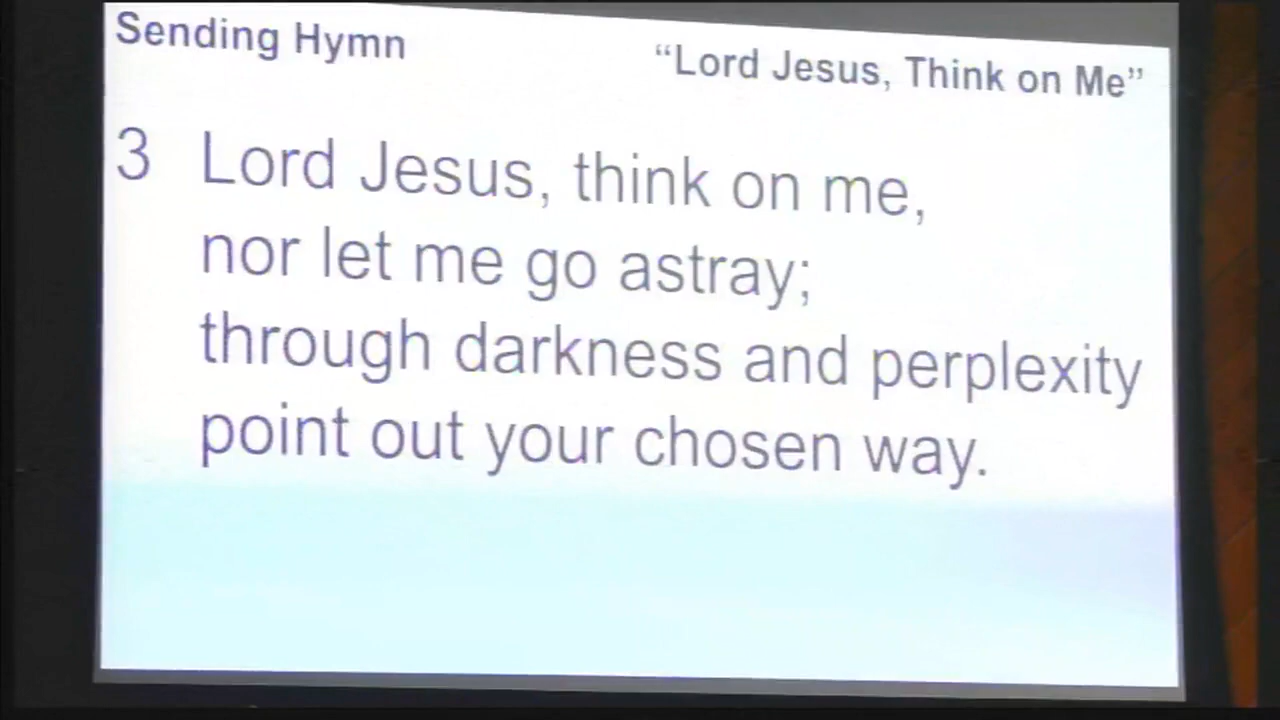 Sending Hymn
“Lord Jesus, Think on Me”
3 Lord Jesus, think on me,
nor let me go astray;
through darkness and perplexity
point out your chosen way.